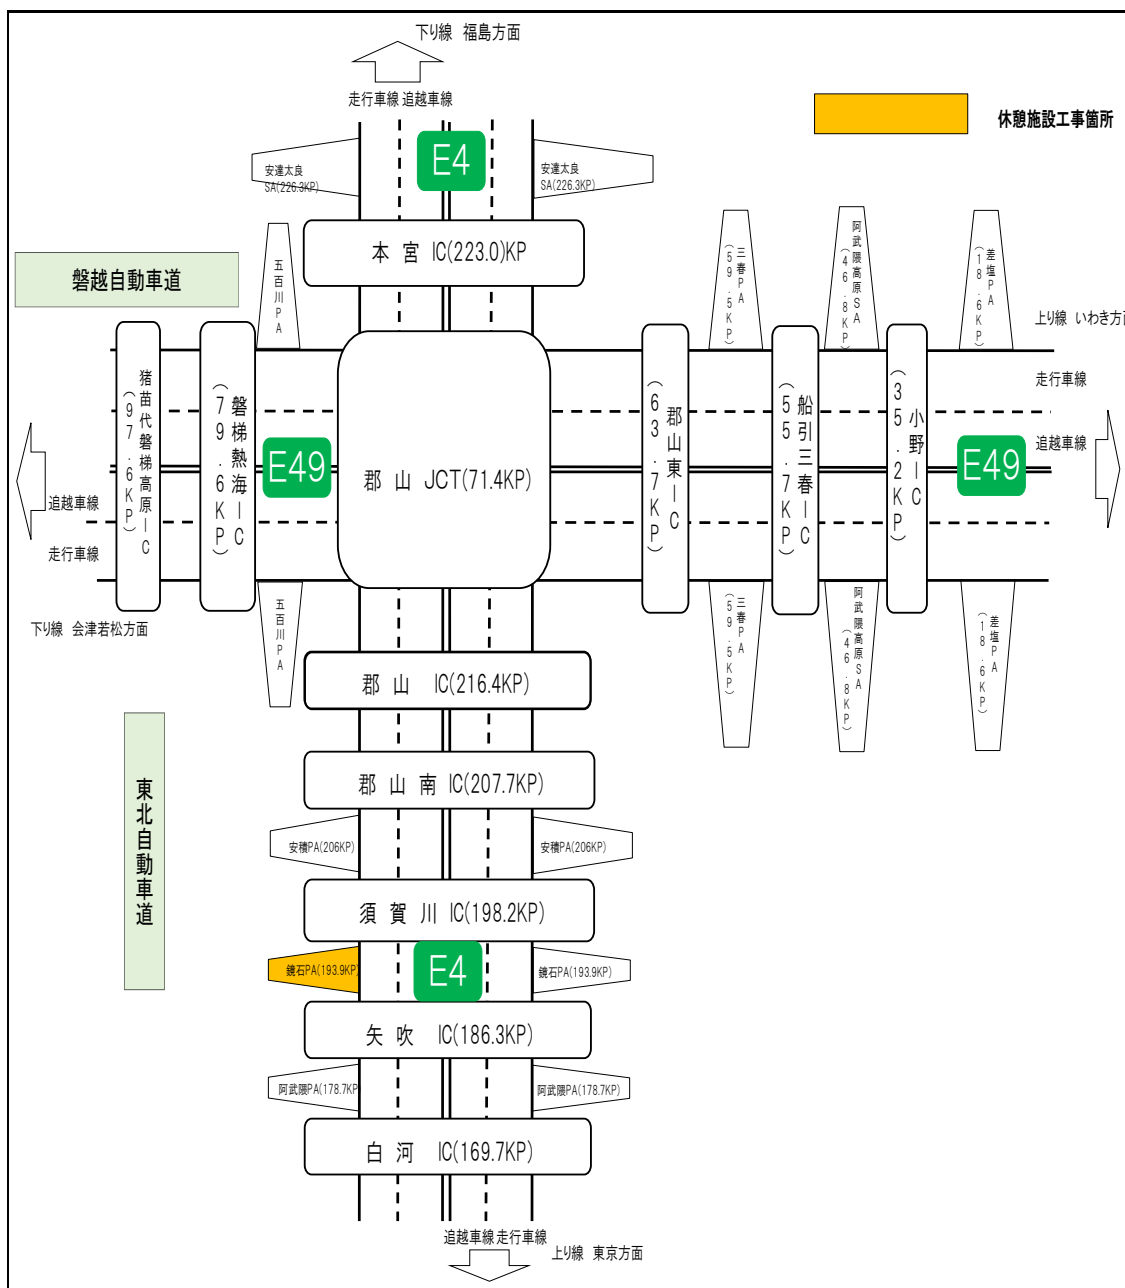 下り線 福島方面
走行車線 追越車線
休憩施設工事箇所
E4
安達太良
SA(226.3KP)
安達太良
SA(226.3KP)
本宮 IC(223.0)KP
磐越自動車道
五百川PA
三春PA
(59.5KP)
阿武隈高原SA
(46.8KP)
差塩PA
(18.6KP)
上り線 いわき方面
走行車線
追越車線
猪苗代磐梯高原IC
(97.6KP)
磐梯熱海IC
(79.6KP)
E49
郡山 JCT(71.4KP)
郡山東IC
(63.7KP)
船引三春IC
(55.7KP)
小野IC
(35.2KP)
E49
追越車線
走行車線
下り線 会津若松方面
五百川PA
三春PA
(59.5KP)
阿武隈高原SA
(46.8KP)
差塩PA
(18.6KP)
郡山 IC(216.4KP)
東北自動車道
郡山南 IC(207.7KP)
安積PA(206KP)
安積PA(206KP)
須賀川 IC(198.2KP)
鏡石PA(193.9KP)
E4
鏡石PA(193.9KP)
矢吹 IC(186.3KP)
阿武隈PA(178.7KP
阿武隈PA(178.7KP)
白河 IC(169.7KP)
追越車線 走行車線
上り線 東京方面